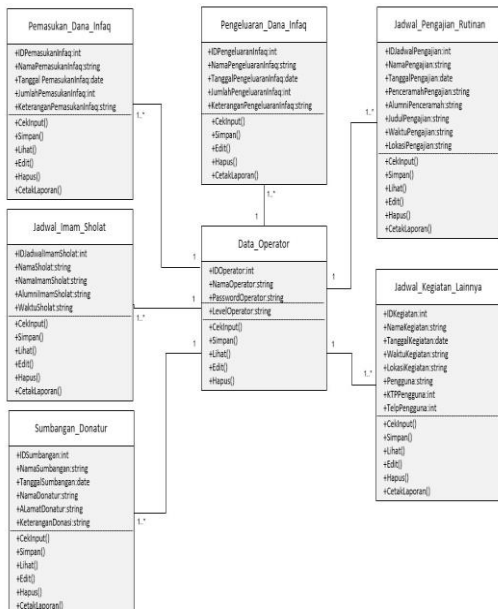 Pemasukan_Dana_Infaq
+IDPemasukanInfaq:int
+NamaPemasukanInfaq:string
+Tanggal PemasukanInfaq:date
+JumlahPemasukanInfaq:int
+KeteranganPemasukanInfaq:string
+CekInput()
+Simpan()
+Lihat()
+Edit()
+Hapus()
+CetakLaporan()
1..*
1
Pengeluaran_Dana_Infaq
+IDPengeluaranInfaq:int
+NamaPengeluaranInfaq:string
+TanggalPengeluaranInfaq:date
+JumlahPengeluaranInfaq:int
+KeteranganPengeluaranInfaq:string
+CekInput()
+Simpan()
+Edit()
+Hapus()
+CetakLaporan()
1..*
1
Jadwal_Pengajian_Rutinan
+IDJadwalPengajian:int
+NamaPengajian:string
+TanggalPengajian:date
+PenceramahPengajian:string
+AlumniPenceramah:string
+JudulPengajian:string
+WaktuPengajian:string
+LokasiPengajian:string
+CekInput()
+Simpan()
+Lihat()
+Edit()
+Hapus()
+CetakLaporan()
1..*
1
Jadwal_Imam_Sholat
+IDJadwalImamSholat:int
+NamaSholat:string
+NamaImamSholat:string
+AlumniImamSholat:string
+WaktuSholat:string
+CekInput()
+Simpan()
+Lihat()
+Edit()
+Hapus()
+CetakLaporan()
1..*
1
Data_Operator
+IDOperator:int
+NamaOperator:string
+PasswordOperator:string
+LevelOperator:string
+CekInput()
+Simpan()
+Lihat()
+Edit()
+Hapus()
Jadwal_Kegiatan_Lainnya
+IDKegiatan:int
+NamaKegiatan:string
+TanggalKegiatan:date
+WaktuKegiatan:string
+LokasiKegiatan:string
+Pengguna:string
+KTPPengguna:int
+TelpPengguna:int
+CekInput()
+Simpan()
+Lihat()
+Edit()
+Hapus()
+CetakLaporan()
1
1..*
Sumbangan_Donatur
+IDSumbangan:int
+NamaSumbangan:string
+TanggalSumbangan:date
+NamaDonatur:string
+ALamatDonatur:string
+KeteranganDonasi:string
+CekInput()
+Simpan()
+Lihat()
+Edit()
+Hapus()
+CetakLaporan()
1..*
1